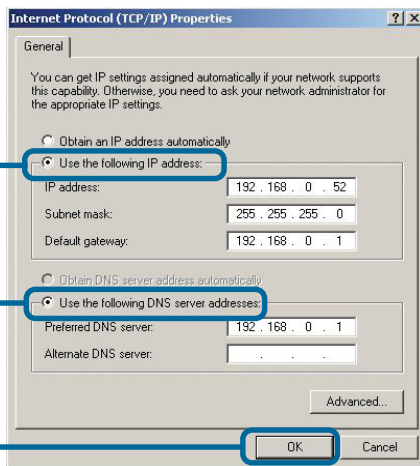 Internet Protocol (TCP/IP) Properties
General
You can get IP settings assigned automatically if your network supports
this capability. Otherwise, you need to ask your network administrator for
the appropriate IP settings.
Obtain an IP address automatically
Use the following IP address:
IP address: 192 . 168 . 0 . 52
Subnet mask: 255 . 255 . 255 . 0
Default gateway: 192 . 168 . 0 . 1
Obtain DNS server address automatically
Use the following DNS server addresses:
Preferred DNS server: 192 . 168 . 0 . 1
Alternate DNS server: . . .
Advanced...
OK Cancel